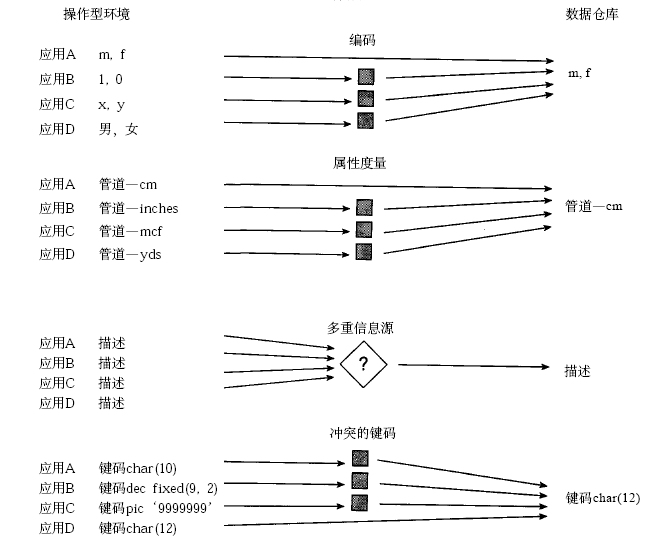 操作型环境 数据仓库
编码
应用A m, f
应用B 1, 0
应用C x, y
应用D 男, 女
m, f
属性度量
应用A 管道—cm
应用B 管道—inches
应用C 管道—mcf
应用D 管道—yds
管道—cm
多重信息源
应用A 描述
应用B 描述
应用C 描述
应用D 描述
?
描述
冲突的键码
应用A 键码char(10)
应用B 键码dec fixed(9, 2)
应用C 键码pic ‘9999999’
应用D 键码char(12)
键码char(12)